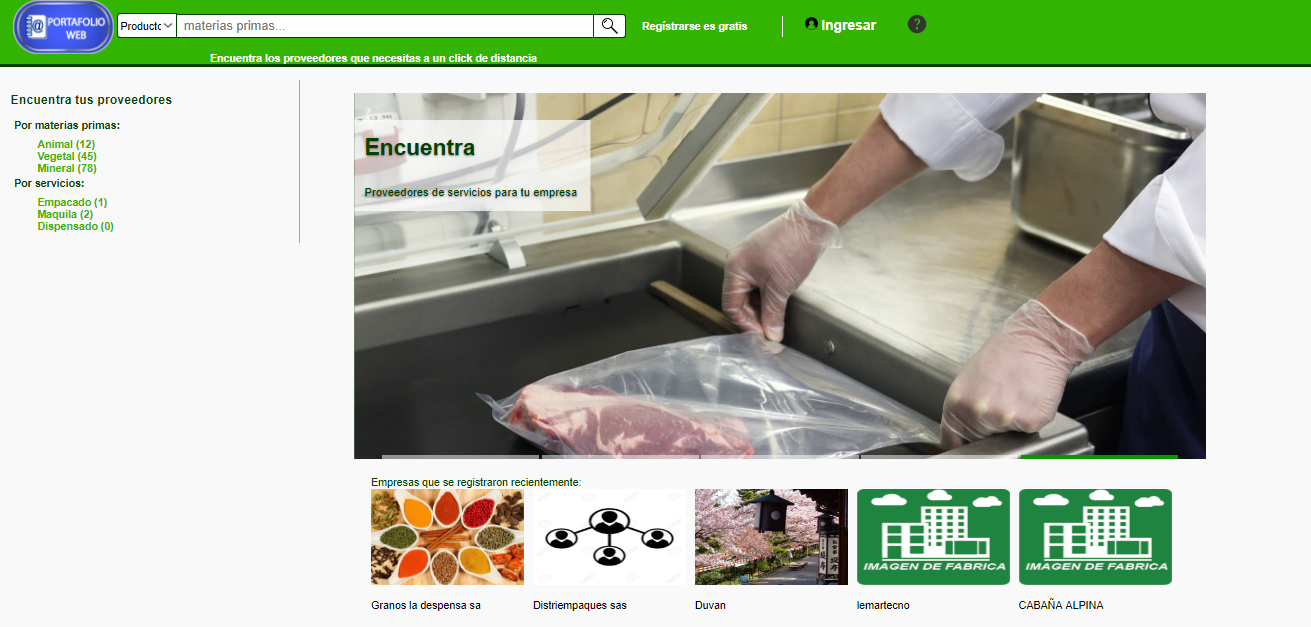 @ PORTAFOLIO
WEB
Producto
materias primas...
Regístrarse es gratis
Ingresar
?
Encuentra los proveedores que necesitas a un click de distancia
Encuentra tus proveedores
Por materias primas:
Animal (12)
Vegetal (45)
Mineral (78)
Por servicios:
Empacado (1)
Maquila (2)
Dispensado (0)
Encuentra
Proveedores de servicios para tu empresa
Empresas que se registraron recientemente:
IMAGEN DE FABRICA
IMAGEN DE FABRICA
Granos la despensa sa
Distriempaques sas
Duvan
lemartecno
CABAÑA ALPINA